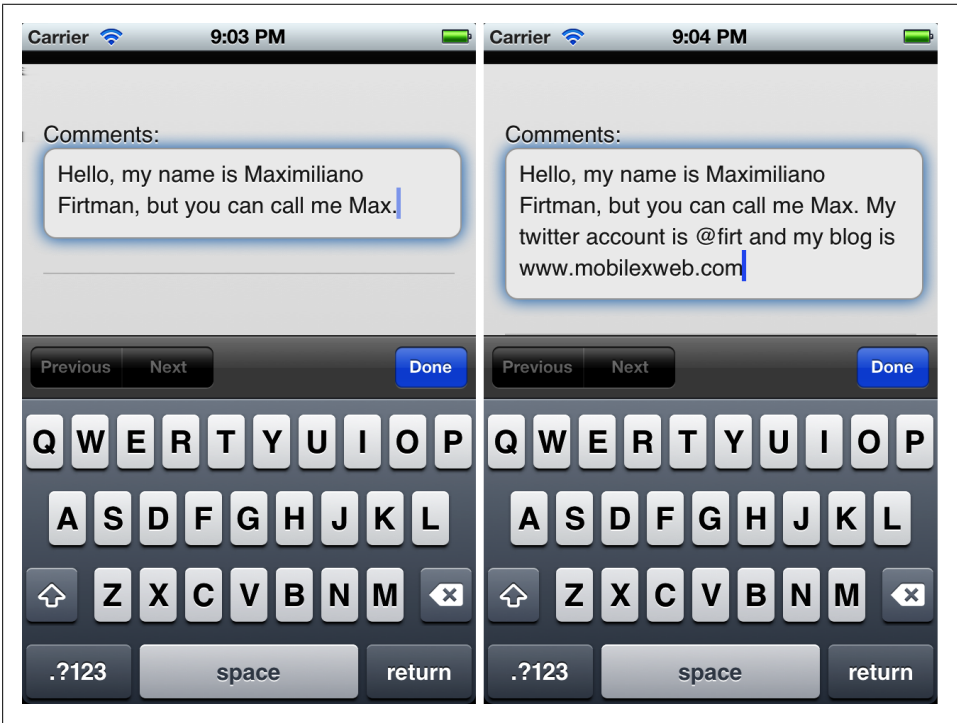 Carrier 9:03 PM
Comments:
Hello, my name is Maximiliano
Firtman, but you can call me Max.
Previous Next Done
Q W E R T Y U I O P
A S D F G H J K L
Z X C V B N M
.?123 space return
Carrier 9:04 PM
Comments:
Hello, my name is Maximiliano
Firtman, but you can call me Max. My
twitter account is @firt and my blog is
www.mobilexweb.com
Previous Next Done
Q W E R T Y U I O P
A S D F G H J K L
Z X C V B N M
.?123 space return